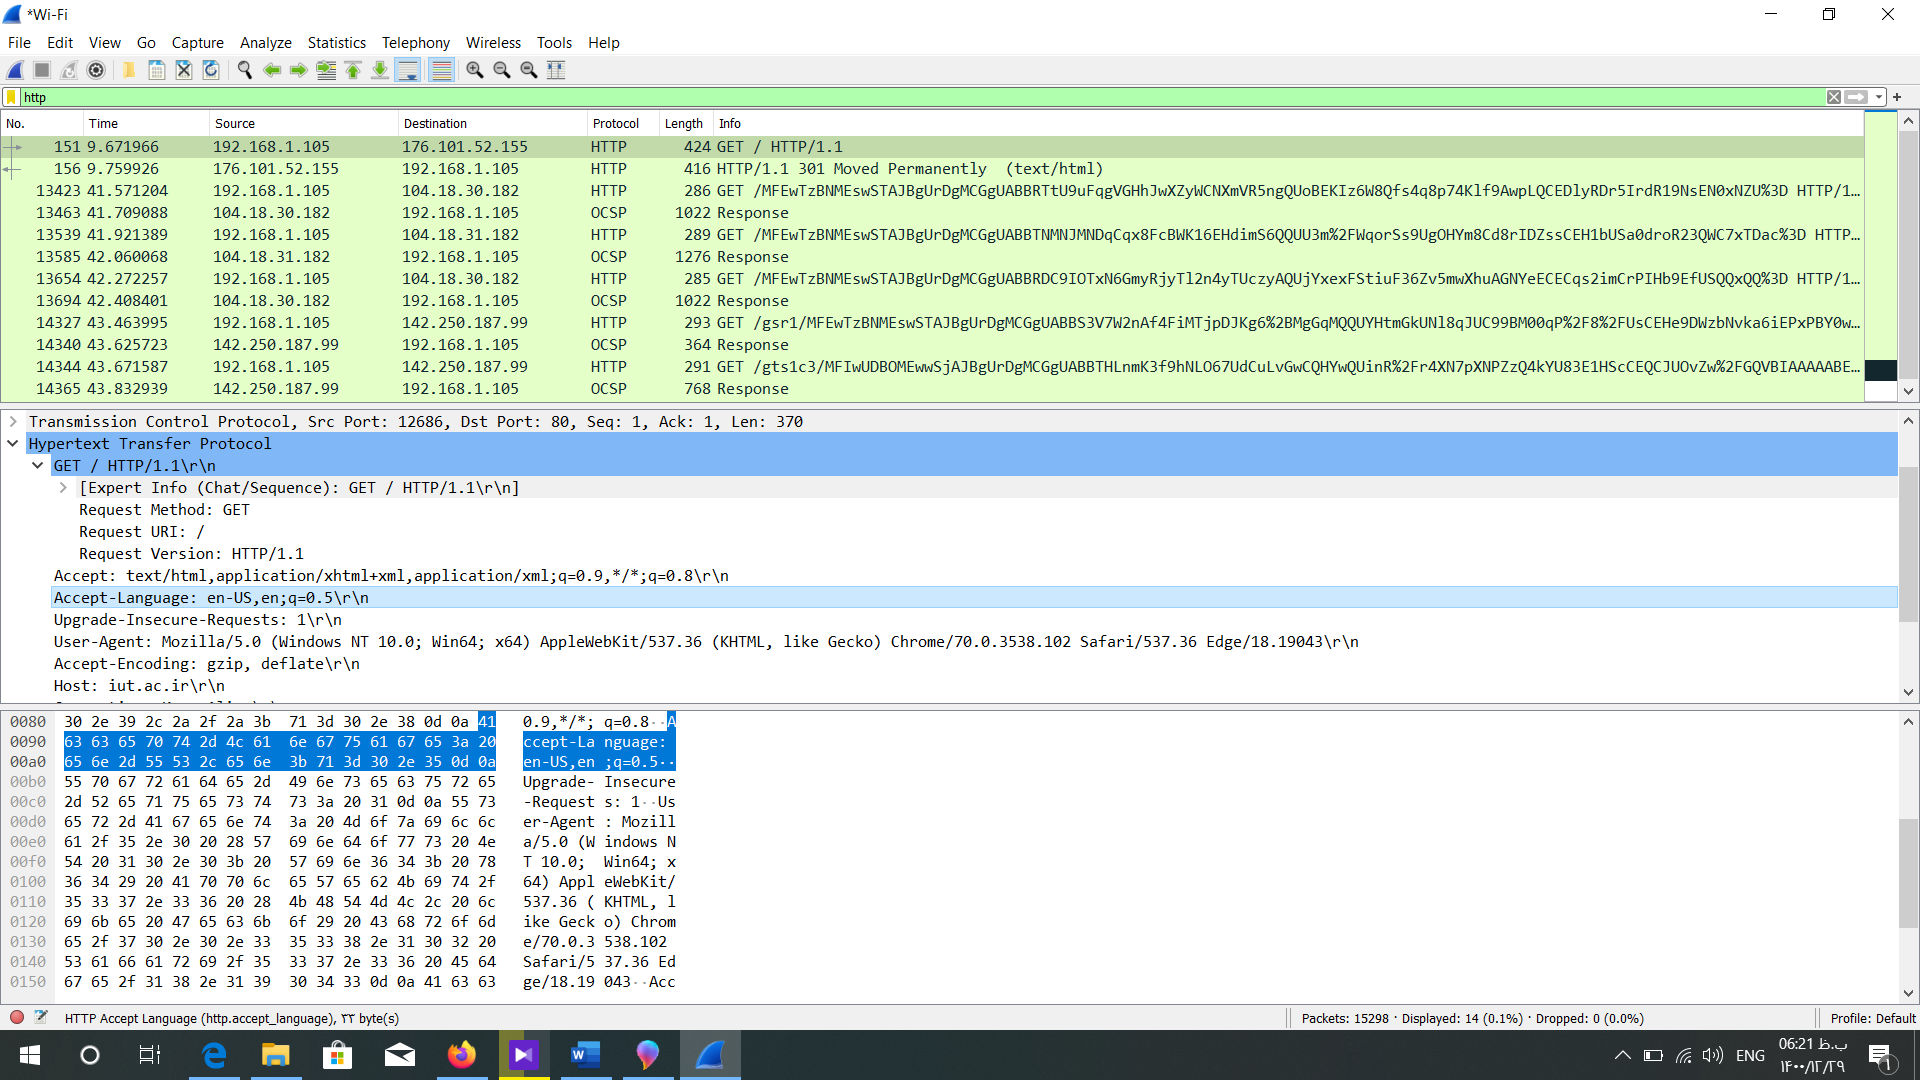 *Wi-Fi
File Edit View Go Capture Analyze Statistics Telephony Wireless Tools Help
http
No. Time Source Destination Protocol Length Info
151 9.671966 192.168.1.105 176.101.52.155 HTTP 424 GET / HTTP/1.1
156 9.759926 176.101.52.155 192.168.1.105 HTTP 416 HTTP/1.1 301 Moved Permanently (text/html)
13423 41.571204 192.168.1.105 104.18.30.182 HTTP 286 GET /MFEwTzBNMEswSTAJBgUrDgMCGgUABBRTtU9uFqgVGHhJwXZyWCNXmVR5ngQUoBEKIz6W8Qfs4q8p74Klf9AwpLQCEDlyRDr5IrdR19NsEN0xNZU%3D HTTP/1…
13463 41.709088 104.18.30.182 192.168.1.105 OCSP 1022 Response
13539 41.921389 192.168.1.105 104.18.31.182 HTTP 289 GET /MFEwTzBNMEswSTAJBgUrDgMCGgUABBTNMNJMNDqCqx8FcBWK16EHdimS6QQUU3m%2FWqorSs9UgOHYm8Cd8rIDZssCEH1bUSa0droR23QWC7xTDac%3D HTTP…
13585 42.060068 104.18.31.182 192.168.1.105 OCSP 1276 Response
13654 42.272257 192.168.1.105 104.18.30.182 HTTP 285 GET /MFEwTzBNMEswSTAJBgUrDgMCGgUABBRDC9IOTxN6GmyRjyTl2n4yTUczyAQUjYxexFStiuF36Zv5mwXhuAGNYeECECqs2imCrPIHb9EfUSQQxQQ%3D HTTP/1…
13694 42.408401 104.18.30.182 192.168.1.105 OCSP 1022 Response
14327 43.463995 192.168.1.105 142.250.187.99 HTTP 293 GET /gsr1/MFEwTzBNMEswSTAJBgUrDgMCGgUABBS3V7W2nAf4FiMTjpDJKg6%2BMgGqMQQUYHtmGkUNl8qJUC99BM00qP%2F8%2FUsCEHe9DWzbNvka6iEPxPBY0w…
14340 43.625723 142.250.187.99 192.168.1.105 OCSP 364 Response
14344 43.671587 192.168.1.105 142.250.187.99 HTTP 291 GET /gts1c3/MFIwUDBOMEwwSjAJBgUrDgMCGgUABBTHLnmK3f9hNLO67UdCuLvGwCQHYwQUinR%2Fr4XN7pXNPZzQ4kYU83E1HScCEQCJUOvZw%2FGQVBIAAAAABE…
14365 43.832939 142.250.187.99 192.168.1.105 OCSP 768 Response
Transmission Control Protocol, Src Port: 12686, Dst Port: 80, Seq: 1, Ack: 1, Len: 370
Hypertext Transfer Protocol
GET / HTTP/1.1\r\n
[Expert Info (Chat/Sequence): GET / HTTP/1.1\r\n]
Request Method: GET
Request URI: /
Request Version: HTTP/1.1
Accept: text/html,application/xhtml+xml,application/xml;q=0.9,*/*;q=0.8\r\n
Accept-Language: en-US,en;q=0.5\r\n
Upgrade-Insecure-Requests: 1\r\n
User-Agent: Mozilla/5.0 (Windows NT 10.0; Win64; x64) AppleWebKit/537.36 (KHTML, like Gecko) Chrome/70.0.3538.102 Safari/537.36 Edge/18.19043\r\n
Accept-Encoding: gzip, deflate\r\n
Host: iut.ac.ir\r\n
0080 30 2e 39 2c 2a 2f 2a 3b 71 3d 30 2e 38 0d 0a 41 0.9,*/*; q=0.8··A
0090 63 63 65 70 74 2d 4c 61 6e 67 75 61 67 65 3a 20 ccept-La nguage:
00a0 65 6e 2d 55 53 2c 65 6e 3b 71 3d 30 2e 35 0d 0a en-US,en ;q=0.5··
00b0 55 70 67 72 61 64 65 2d 49 6e 73 65 63 75 72 65 Upgrade- Insecure
00c0 2d 52 65 71 75 65 73 74 73 3a 20 31 0d 0a 55 73 -Request s: 1··Us
00d0 65 72 2d 41 67 65 6e 74 3a 20 4d 6f 7a 69 6c 6c er-Agent : Mozill
00e0 61 2f 35 2e 30 20 28 57 69 6e 64 6f 77 73 20 4e a/5.0 (W indows N
00f0 54 20 31 30 2e 30 3b 20 57 69 6e 36 34 3b 20 78 T 10.0; Win64; x
0100 36 34 29 20 41 70 70 6c 65 57 65 62 4b 69 74 2f 64) Appl eWebKit/
0110 35 33 37 2e 33 36 20 28 4b 48 54 4d 4c 2c 20 6c 537.36 ( KHTML, l
0120 69 6b 65 20 47 65 63 6b 6f 29 20 43 68 72 6f 6d ike Geck o) Chrom
0130 65 2f 37 30 2e 30 2e 33 35 33 38 2e 31 30 32 20 e/70.0.3 538.102
0140 53 61 66 61 72 69 2f 35 33 37 2e 33 36 20 45 64 Safari/5 37.36 Ed
0150 67 65 2f 31 38 2e 31 39 30 34 33 0d 0a 41 63 63 ge/18.19 043··Acc
HTTP Accept Language (http.accept_language), ۳۳ byte(s)
Packets: 15298 · Displayed: 14 (0.1%) · Dropped: 0 (0.0%)
Profile: Default
ENG
06:21 ب.ظ
۱۴۰۰/۱۲/۲۹
۱